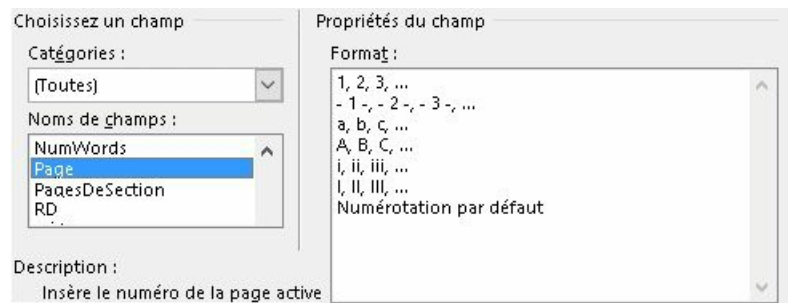 Choisissez un champ
Catégories :
(Toutes)
Noms de champs :
NumWords
Page
PagesDeSection
RD
Description :
Insère le numéro de la page active
Propriétés du champ
Format :
1, 2, 3, ...
- 1 -, - 2 -, - 3 -, ...
a, b, c, ...
A, B, C, ...
i, ii, iii, ...
I, II, III, ...
Numérotation par défaut